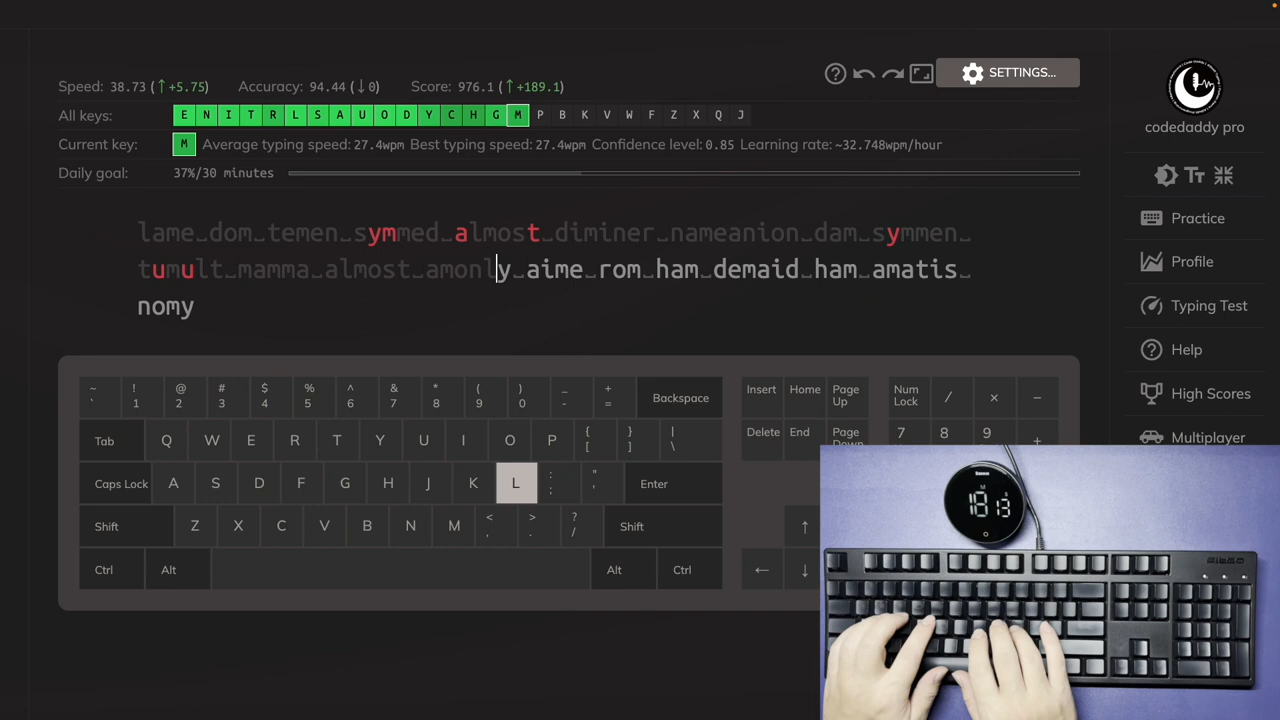 Speed: 38.73 (↑+5.75) Accuracy: 94.44 (↓0) Score: 976.1 (↑+189.1)
SETTINGS...
All keys: E N I T R L S A U O D Y C H G M P B K V W F Z X Q J
Current key: M Average typing speed: 27.4wpm Best typing speed: 27.4wpm Confidence level: 0.85 Learning rate: ~32.748wpm/hour
Daily goal: 37%/30 minutes
lame␣dom␣temen␣symmed␣almost␣diminer␣nameanion␣dam␣symmen␣
tumult␣mamma␣almost␣amonly␣aime␣rom␣ham␣demaid␣ham␣amatis␣
nomy
codedaddy pro
Practice
Profile
Typing Test
Help
High Scores
Multiplayer
~ ` ! 1 @ 2 # 3 $ 4 % 5 ^ 6 & 7 * 8 ( 9 ) 0 _ - + = Backspace
Tab Q W E R T Y U I O P { [ } ] | \
Caps Lock A S D F G H J K L : ; " ' Enter
Shift Z X C V B N M < , > . ? / Shift
Ctrl Alt Alt Ctrl
Insert Home Page Up Num Lock / × −
Delete End Page Down 7 8 9 +
↑
← ↓
M S
18 13